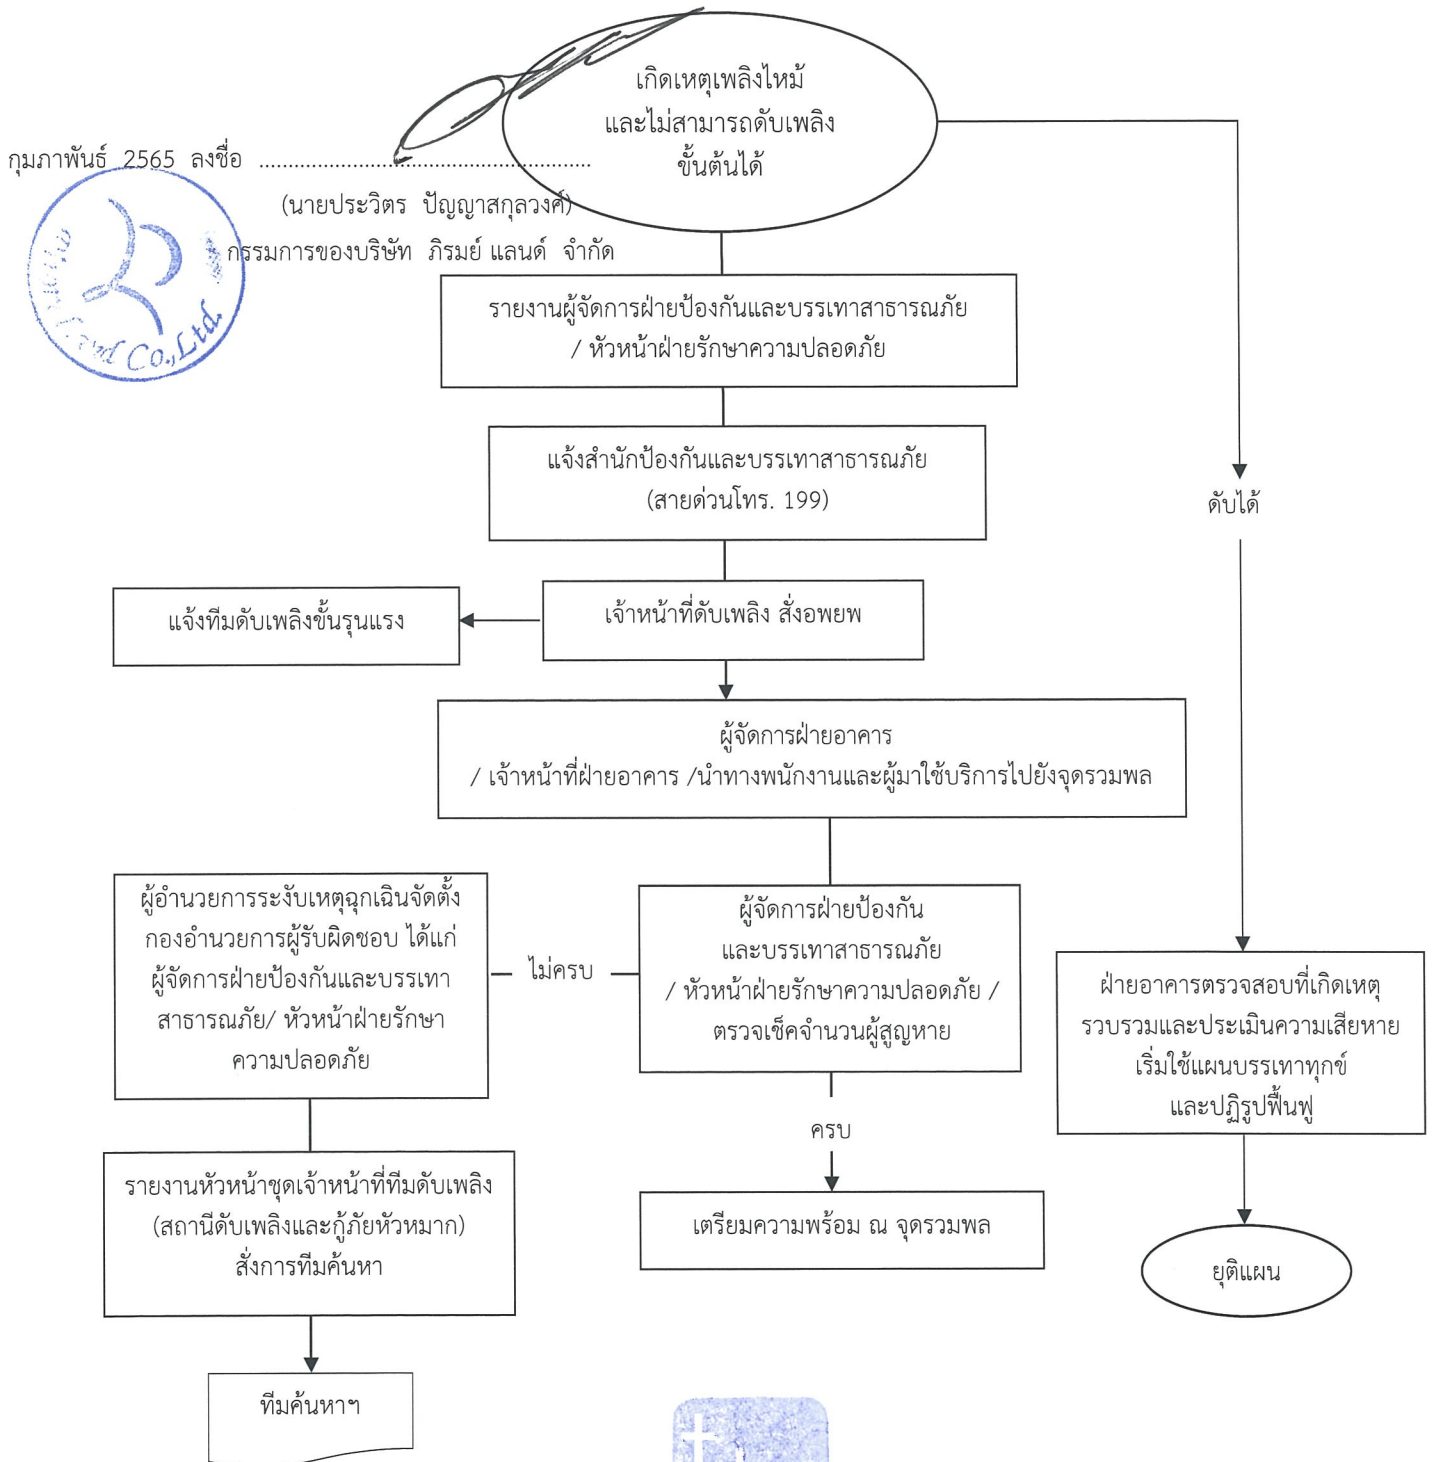 เกิดเหตุเพลิงไหม้
และไม่สามารถดับเพลิง
ขั้นต้นได้
กุมภาพันธ์ 2565 ลงชื่อ
(นายประวิตร ปัญญาสกุลวงศ์)
กรรมการของบริษัท ภิรมย์ แลนด์ จำกัด
Co.,Ltd.
รายงานผู้จัดการฝ่ายป้องกันและบรรเทาสาธารณภัย
/ หัวหน้าฝ่ายรักษาความปลอดภัย
แจ้งสำนักป้องกันและบรรเทาสาธารณภัย
(สายด่วนโทร. 199)
ดับได้
แจ้งทีมดับเพลิงขั้นรุนแรง
เจ้าหน้าที่ดับเพลิง สั่งอพยพ
ผู้จัดการฝ่ายอาคาร
/ เจ้าหน้าที่ฝ่ายอาคาร /นำทางพนักงานและผู้มาใช้บริการไปยังจุดรวมพล
ผู้อำนวยการระงับเหตุฉุกเฉินจัดตั้ง
กองอำนวยการผู้รับผิดชอบ ได้แก่
ผู้จัดการฝ่ายป้องกันและบรรเทา
สาธารณภัย/ หัวหน้าฝ่ายรักษา
ความปลอดภัย
ไม่ครบ
ผู้จัดการฝ่ายป้องกัน
และบรรเทาสาธารณภัย
/ หัวหน้าฝ่ายรักษาความปลอดภัย /
ตรวจเช็คจำนวนผู้สูญหาย
ฝ่ายอาคารตรวจสอบที่เกิดเหตุ
รวบรวมและประเมินความเสียหาย
เริ่มใช้แผนบรรเทาทุกข์
และปฏิรูปฟื้นฟู
ครบ
รายงานหัวหน้าชุดเจ้าหน้าที่ทีมดับเพลิง
(สถานีดับเพลิงและกู้ภัยหัวหมาก)
สั่งการทีมค้นหา
เตรียมความพร้อม ณ จุดรวมพล
ยุติแผน
ทีมค้นหาฯ